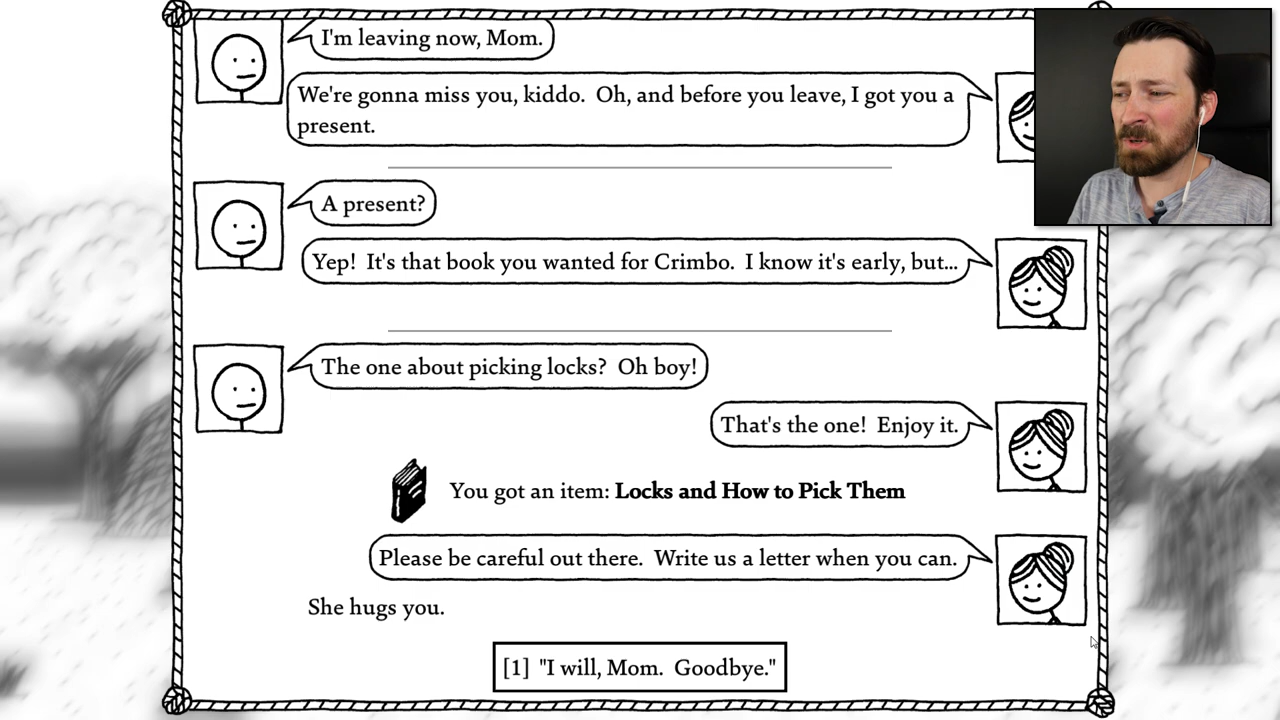 I'm leaving now, Mom.
We're gonna miss you, kiddo. Oh, and before you leave, I got you a
present.
A present?
Yep! It's that book you wanted for Crimbo. I know it's early, but...
The one about picking locks? Oh boy!
That's the one! Enjoy it.
You got an item: Locks and How to Pick Them
Please be careful out there. Write us a letter when you can.
She hugs you.
[1] "I will, Mom. Goodbye."